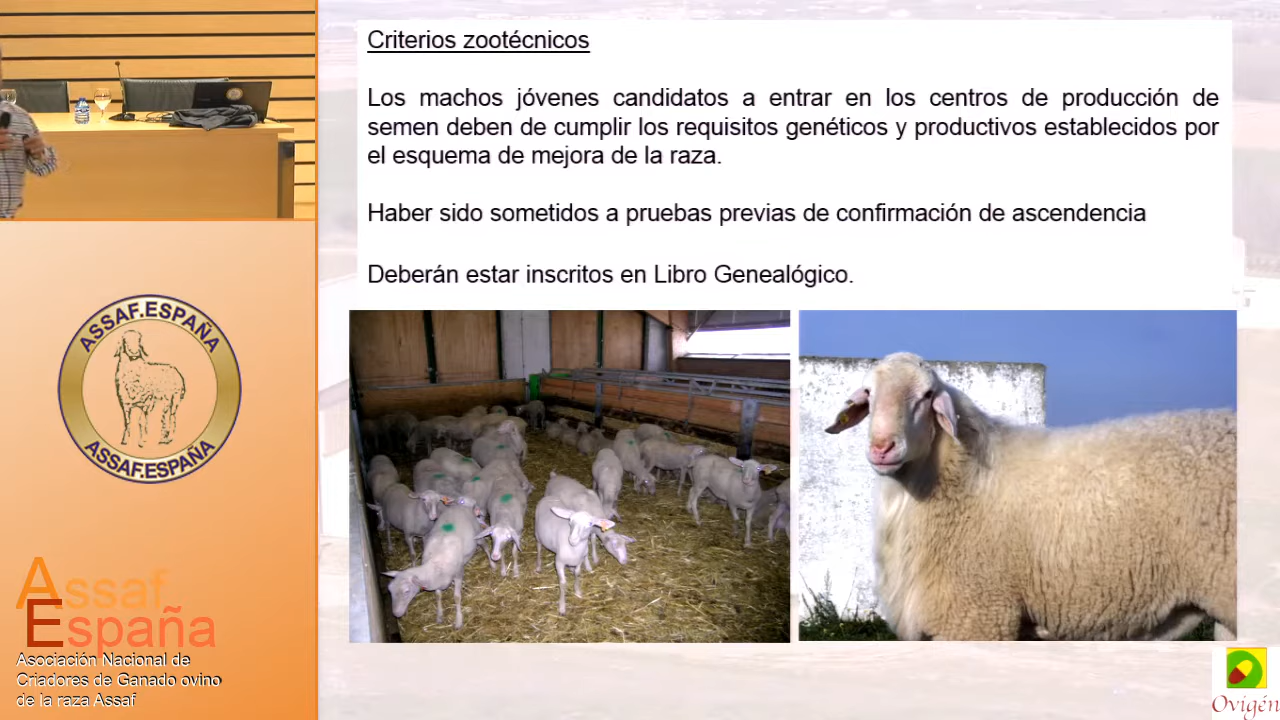 Criterios zootécnicos
Los machos jóvenes candidatos a entrar en los centros de producción de
semen deben de cumplir los requisitos genéticos y productivos establecidos por
el esquema de mejora de la raza.
Haber sido sometidos a pruebas previas de confirmación de ascendencia
Deberán estar inscritos en Libro Genealógico.
ASSAF.ESPAÑA
ASSAF.ESPAÑA
Assaf
España
Asociación Nacional de
Criadores de Ganado ovino
de la raza Assaf
Ovigén